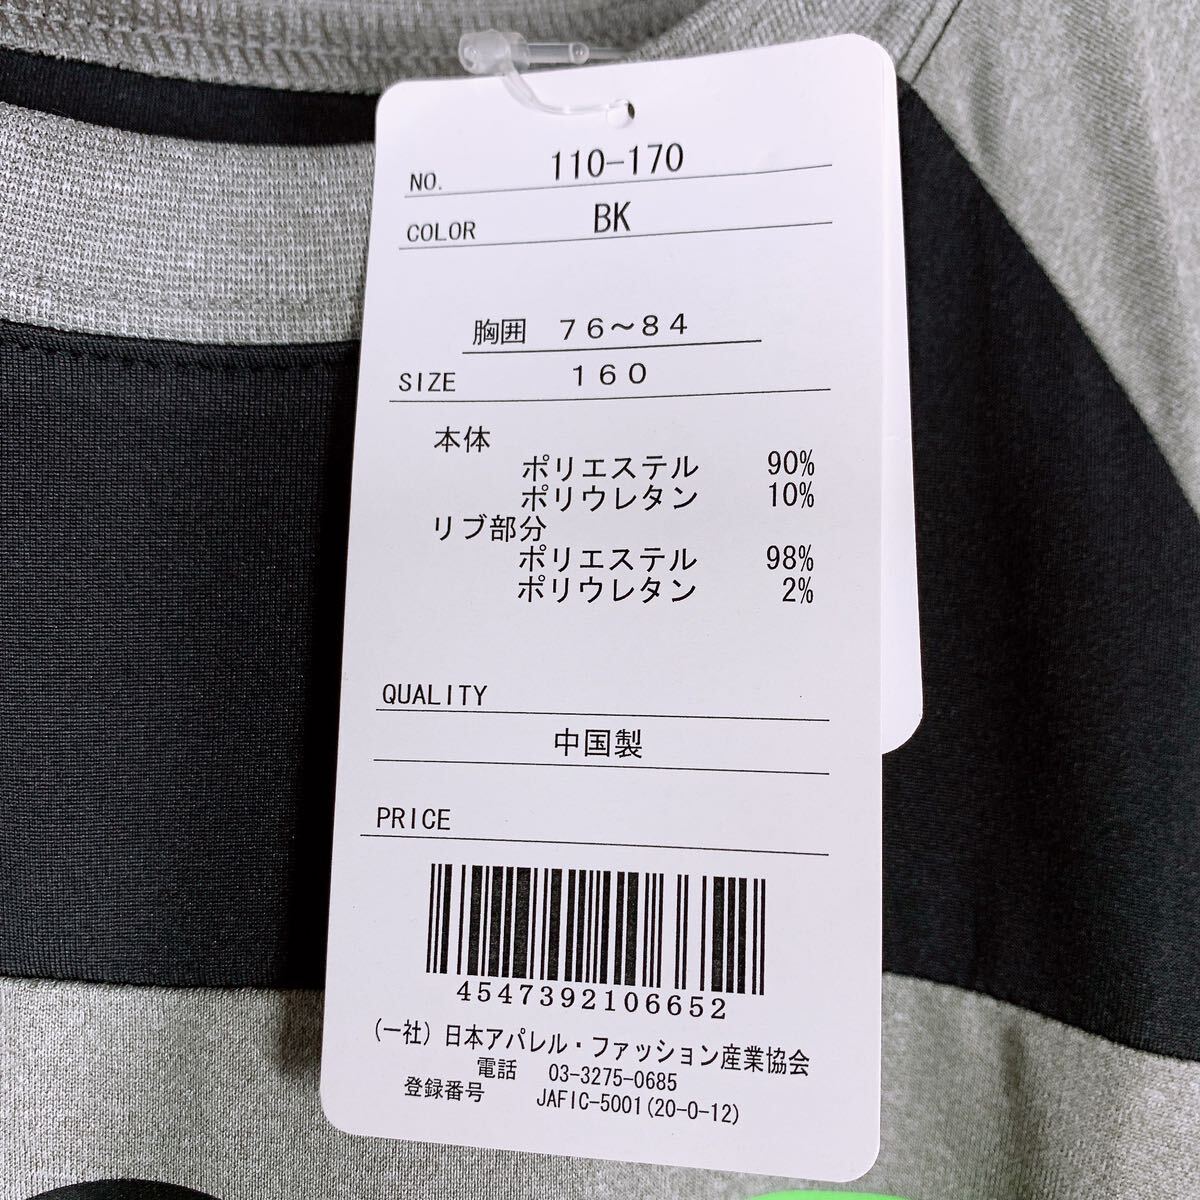 NO. 110-170
COLOR BK
胸囲 76~84
SIZE 160
本体
ポリエステル 90%
ポリウレタン 10%
リブ部分
ポリエステル 98%
ポリウレタン 2%
QUALITY
中国製
PRICE
4547392106652
(一社)日本アパレル・ファッション産業協会
電話 03-3275-0685
登録番号 JAFIC-5001(20-0-12)